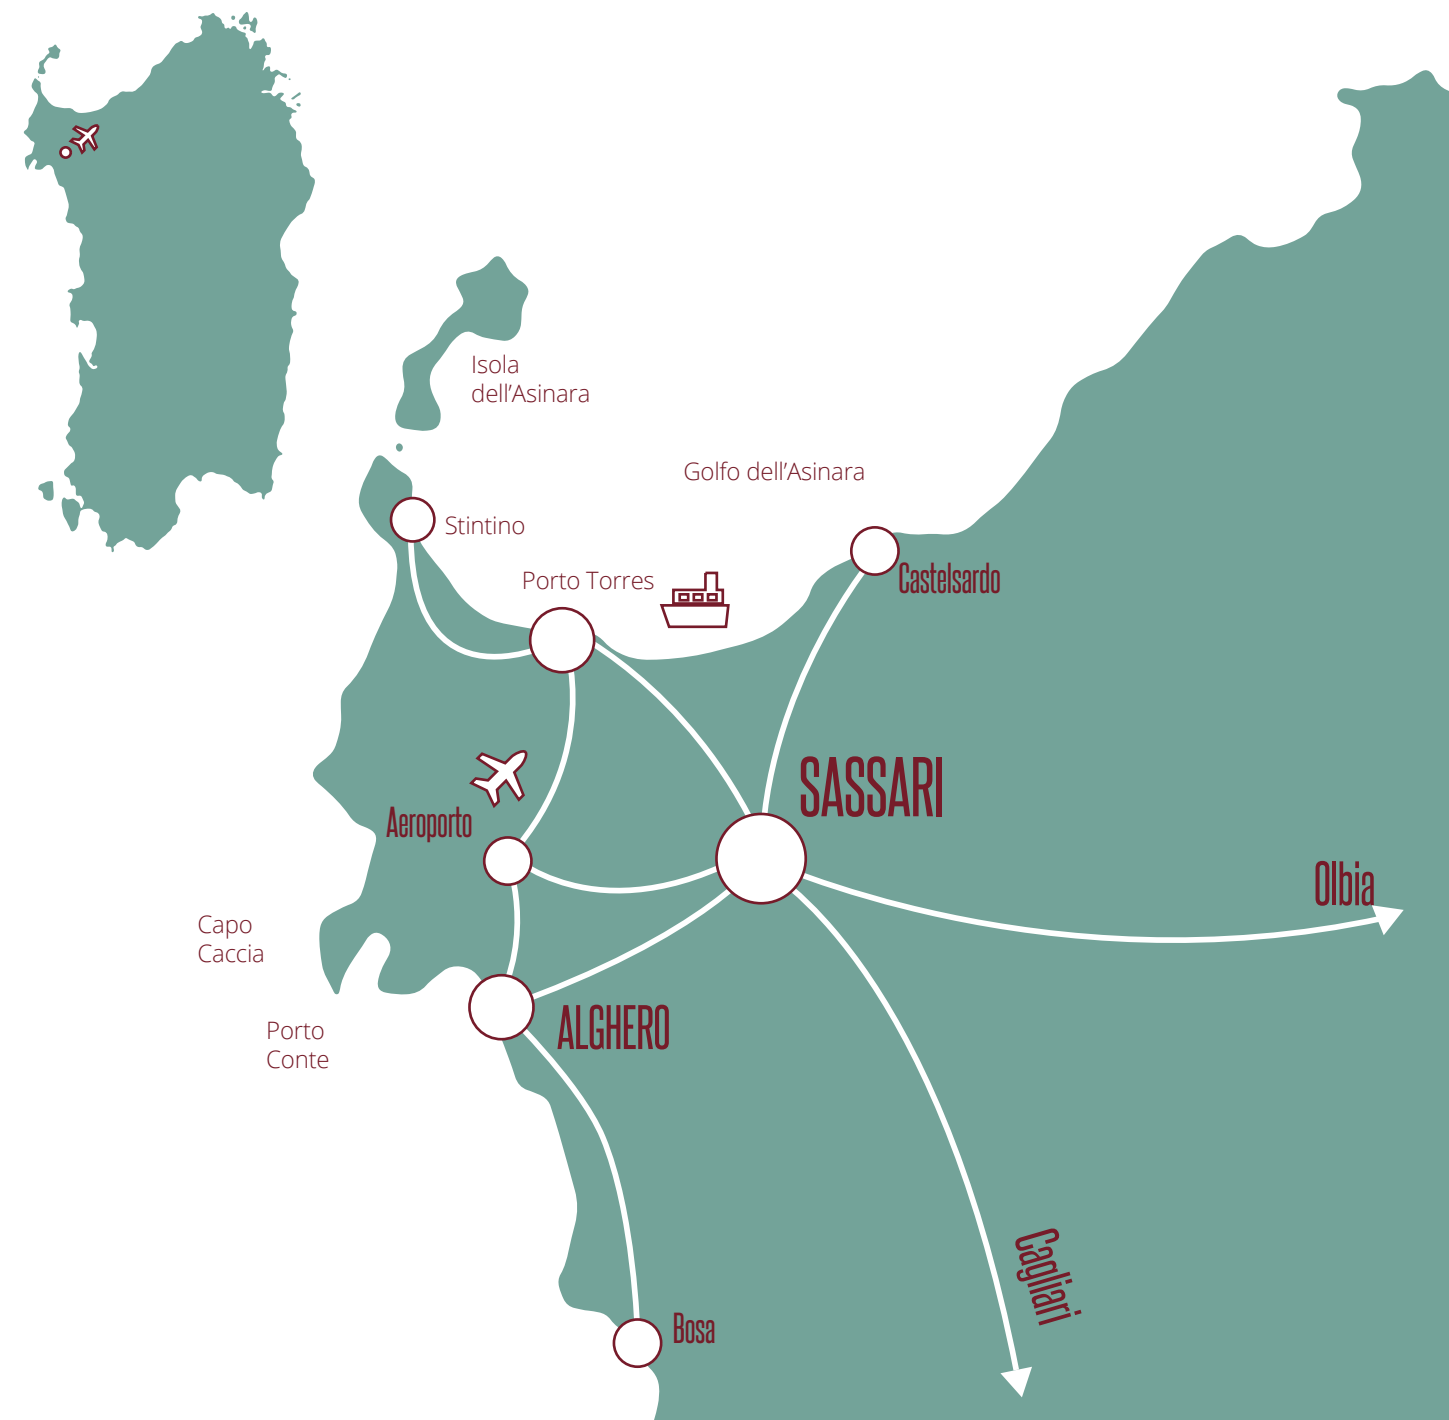 Isola
dell'Asinara
Golfo dell'Asinara
Stintino
Porto Torres
Castelsardo
SASSARI
Aeroporto
Olbia
Capo
Caccia
ALGHERO
Porto
Conte
Cagliari
Bosa